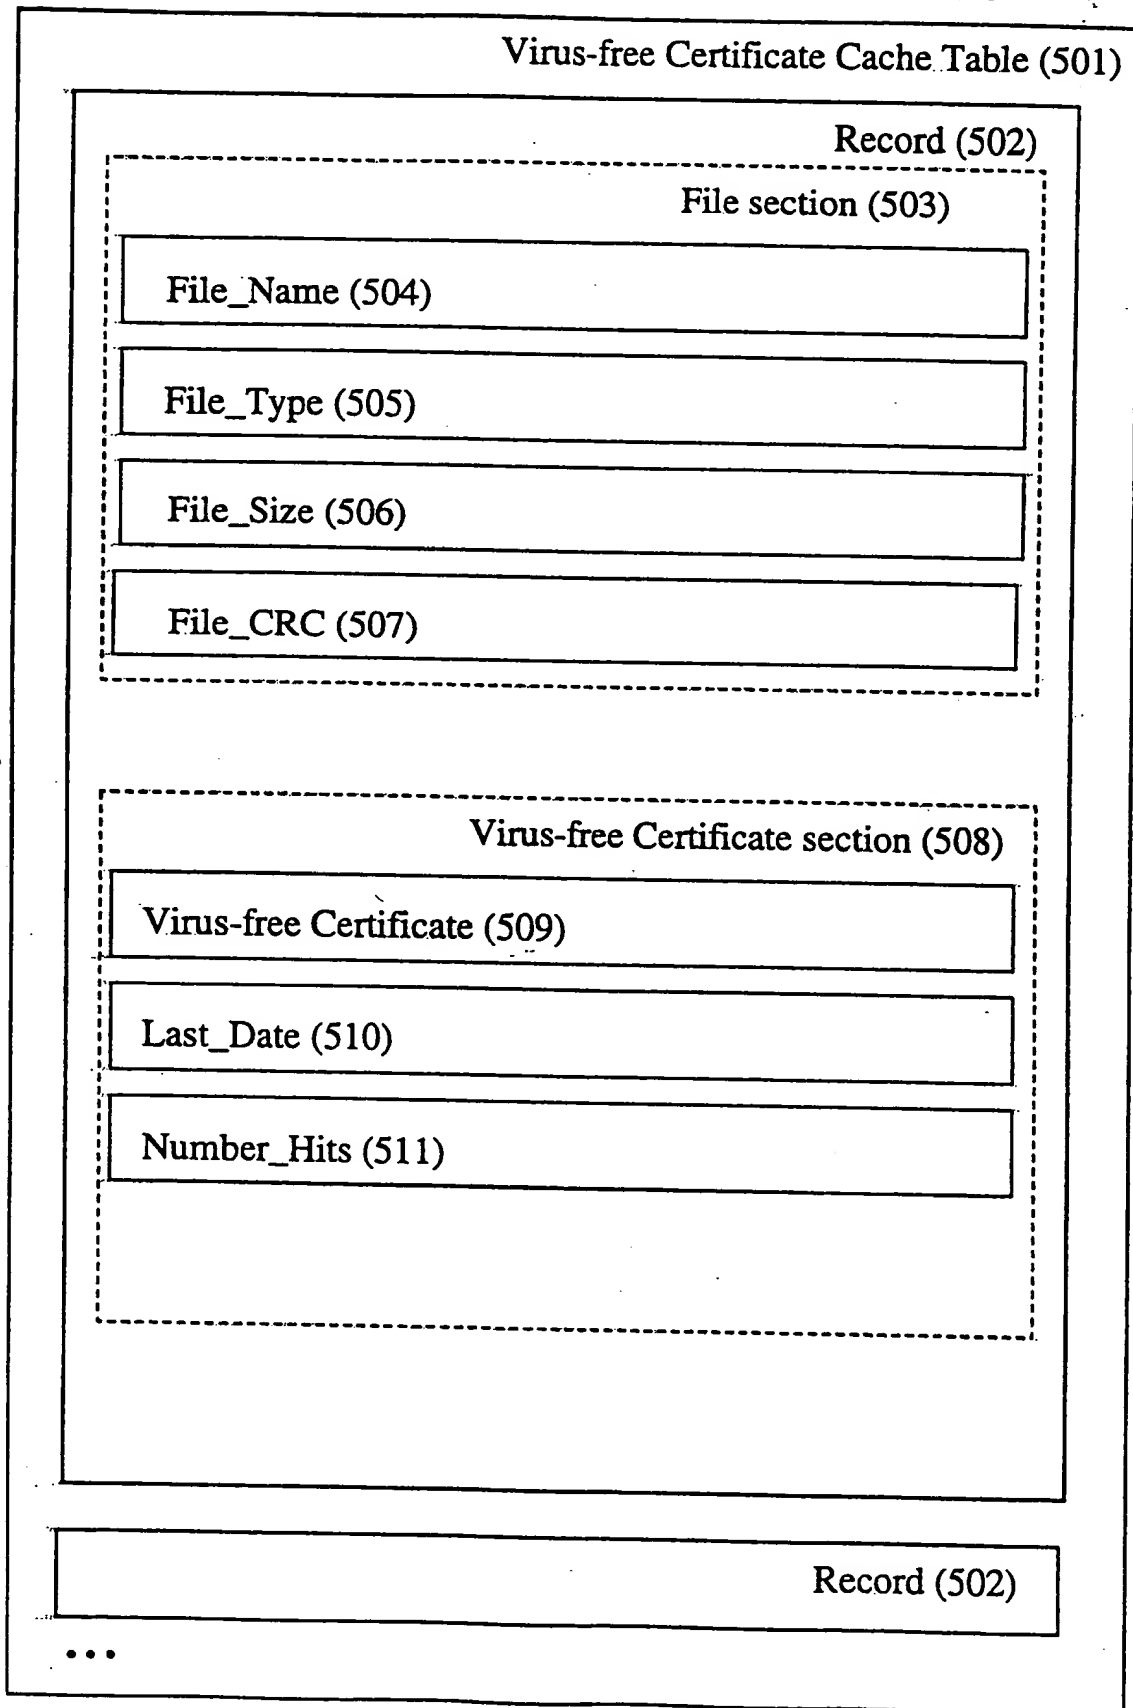 Virus-free Certificate Cache Table (501)
Record (502)
File section (503)
File_Name (504)
File_Type (505)
File_Size (506)
File_CRC (507)
Virus-free Certificate section (508)
Virus-free Certificate (509)
Last_Date (510)
Number_Hits (511)
Record (502)
•••